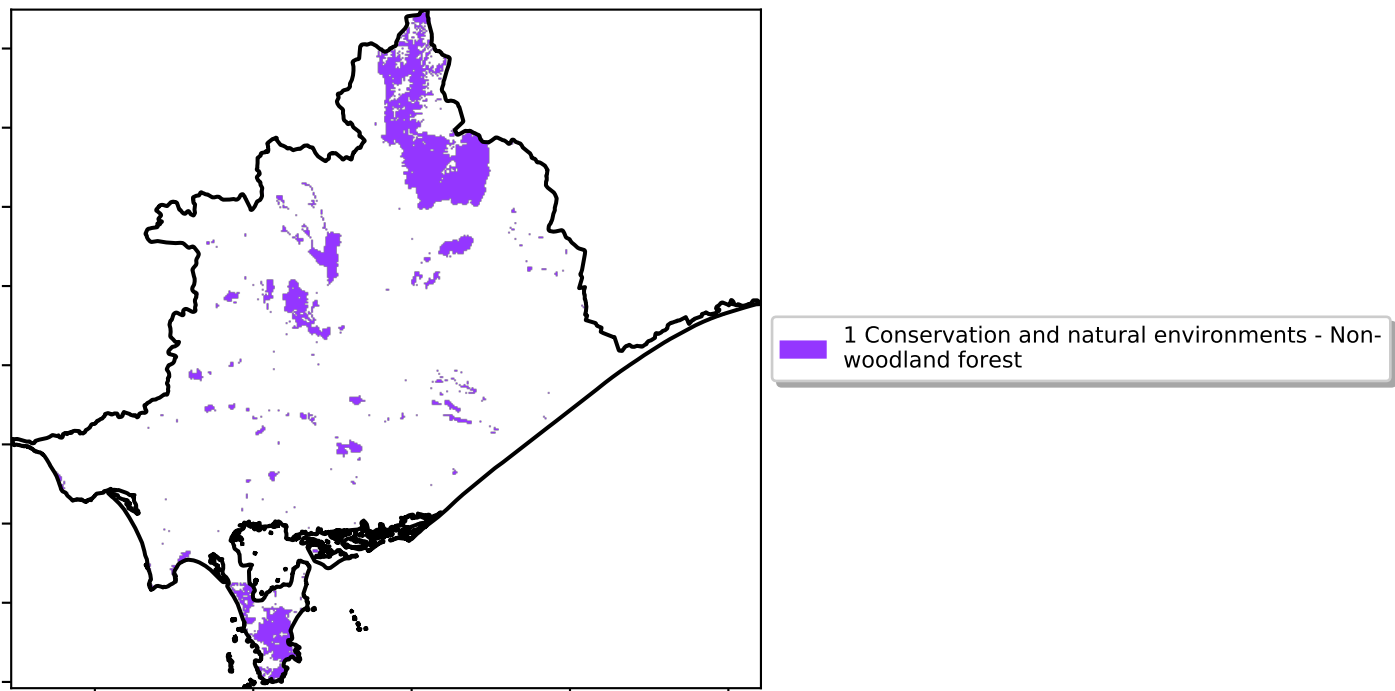 1 Conservation and natural environments - Non-
woodland forest